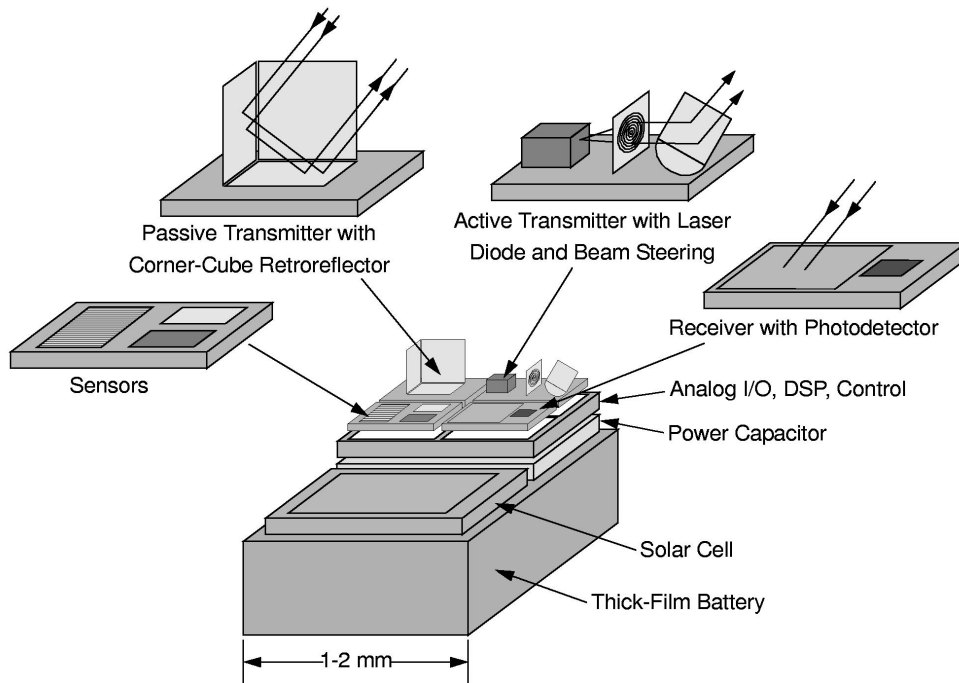 Passive Transmitter with
Corner-Cube Retroreflector
Active Transmitter with Laser
Diode and Beam Steering
Receiver with Photodetector
Sensors
Analog I/O, DSP, Control
Power Capacitor
Solar Cell
Thick-Film Battery
1-2 mm